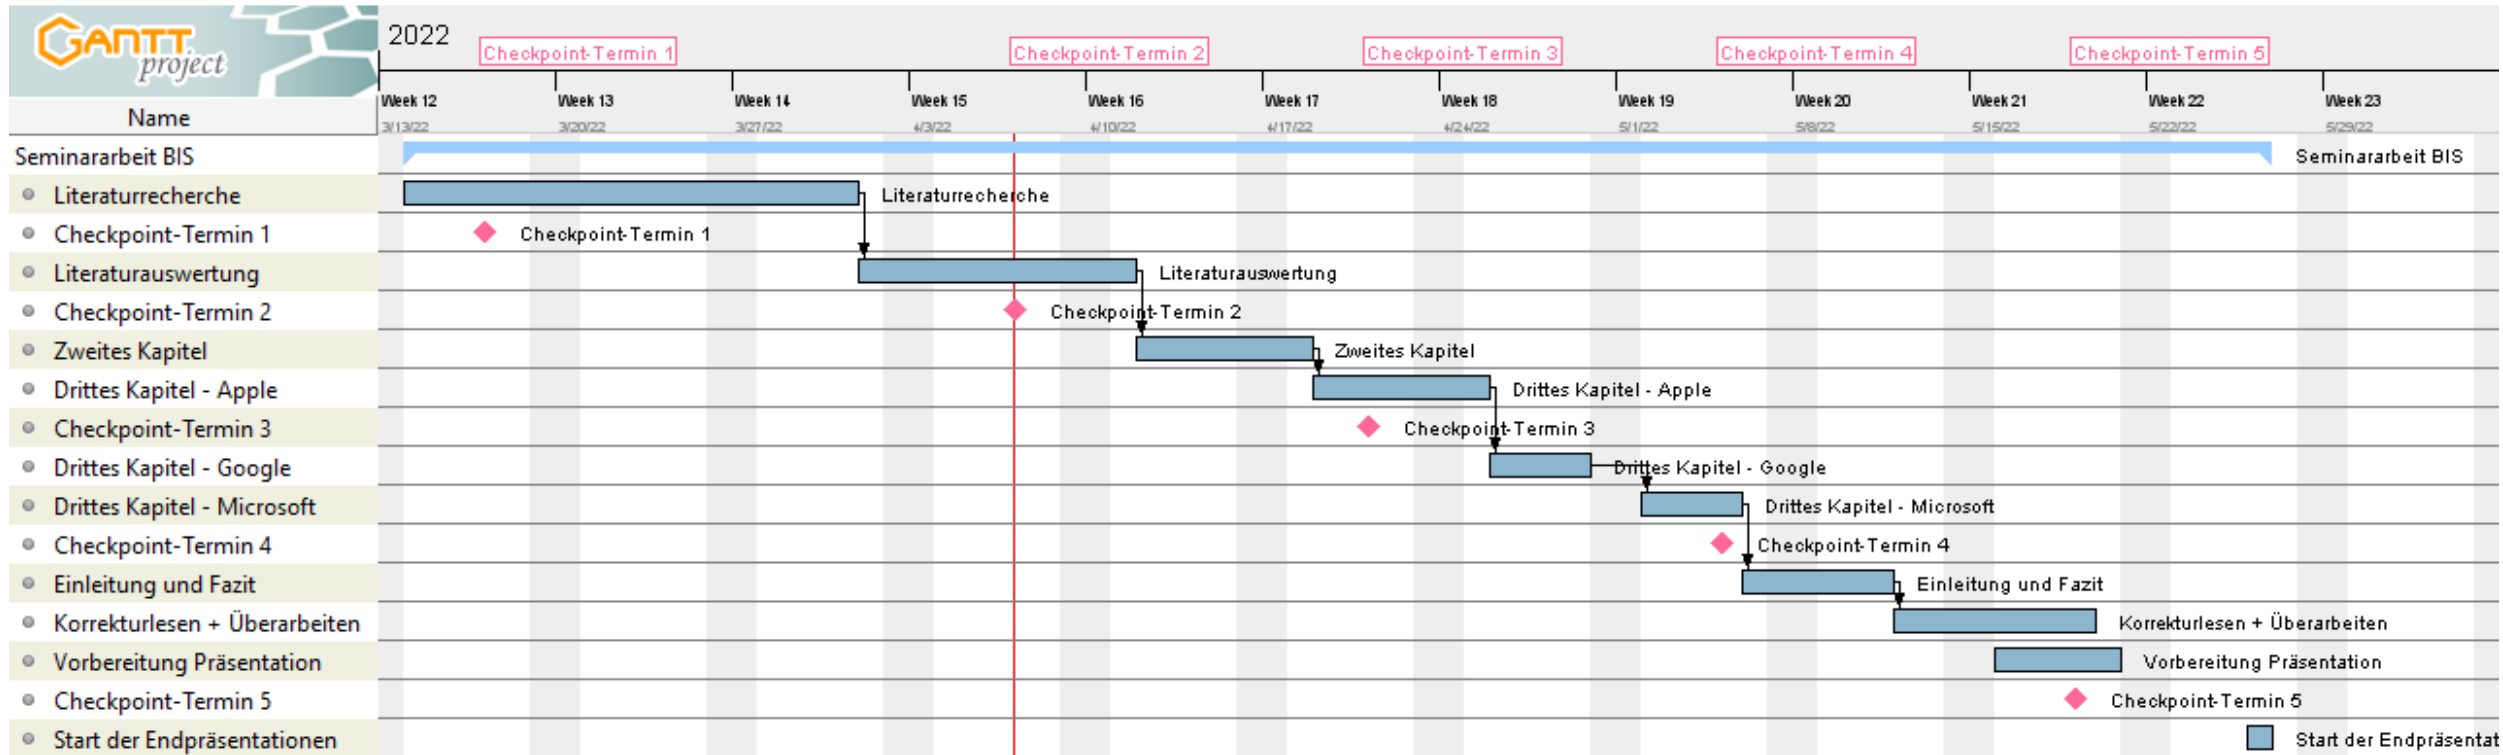 GANTT
project
2022
Checkpoint-Termin 1
Checkpoint-Termin 2
Checkpoint-Termin 3
Checkpoint-Termin 4
Checkpoint-Termin 5
Name
Week 12
Week 13
Week 14
Week 15
Week 16
Week 17
Week 18
Week 19
Week 20
Week 21
Week 22
Week 23
3/13/22
3/20/22
3/27/22
4/3/22
4/10/22
4/17/22
4/24/22
5/1/22
5/8/22
5/15/22
5/22/22
5/29/22
Seminararbeit BIS
Seminararbeit BIS
Literaturrecherche
Literaturrecherche
Checkpoint-Termin 1
Checkpoint-Termin 1
Literaturauswertung
Literaturauswertung
Checkpoint-Termin 2
Checkpoint-Termin 2
Zweites Kapitel
Zweites Kapitel
Drittes Kapitel - Apple
Drittes Kapitel - Apple
Checkpoint-Termin 3
Checkpoint-Termin 3
Drittes Kapitel - Google
Drittes Kapitel - Google
Drittes Kapitel - Microsoft
Drittes Kapitel - Microsoft
Checkpoint-Termin 4
Checkpoint-Termin 4
Einleitung und Fazit
Einleitung und Fazit
Korrekturlesen + Überarbeiten
Korrekturlesen + Überarbeiten
Vorbereitung Präsentation
Vorbereitung Präsentation
Checkpoint-Termin 5
Checkpoint-Termin 5
Start der Endpräsentationen
Start der Endpräsentat